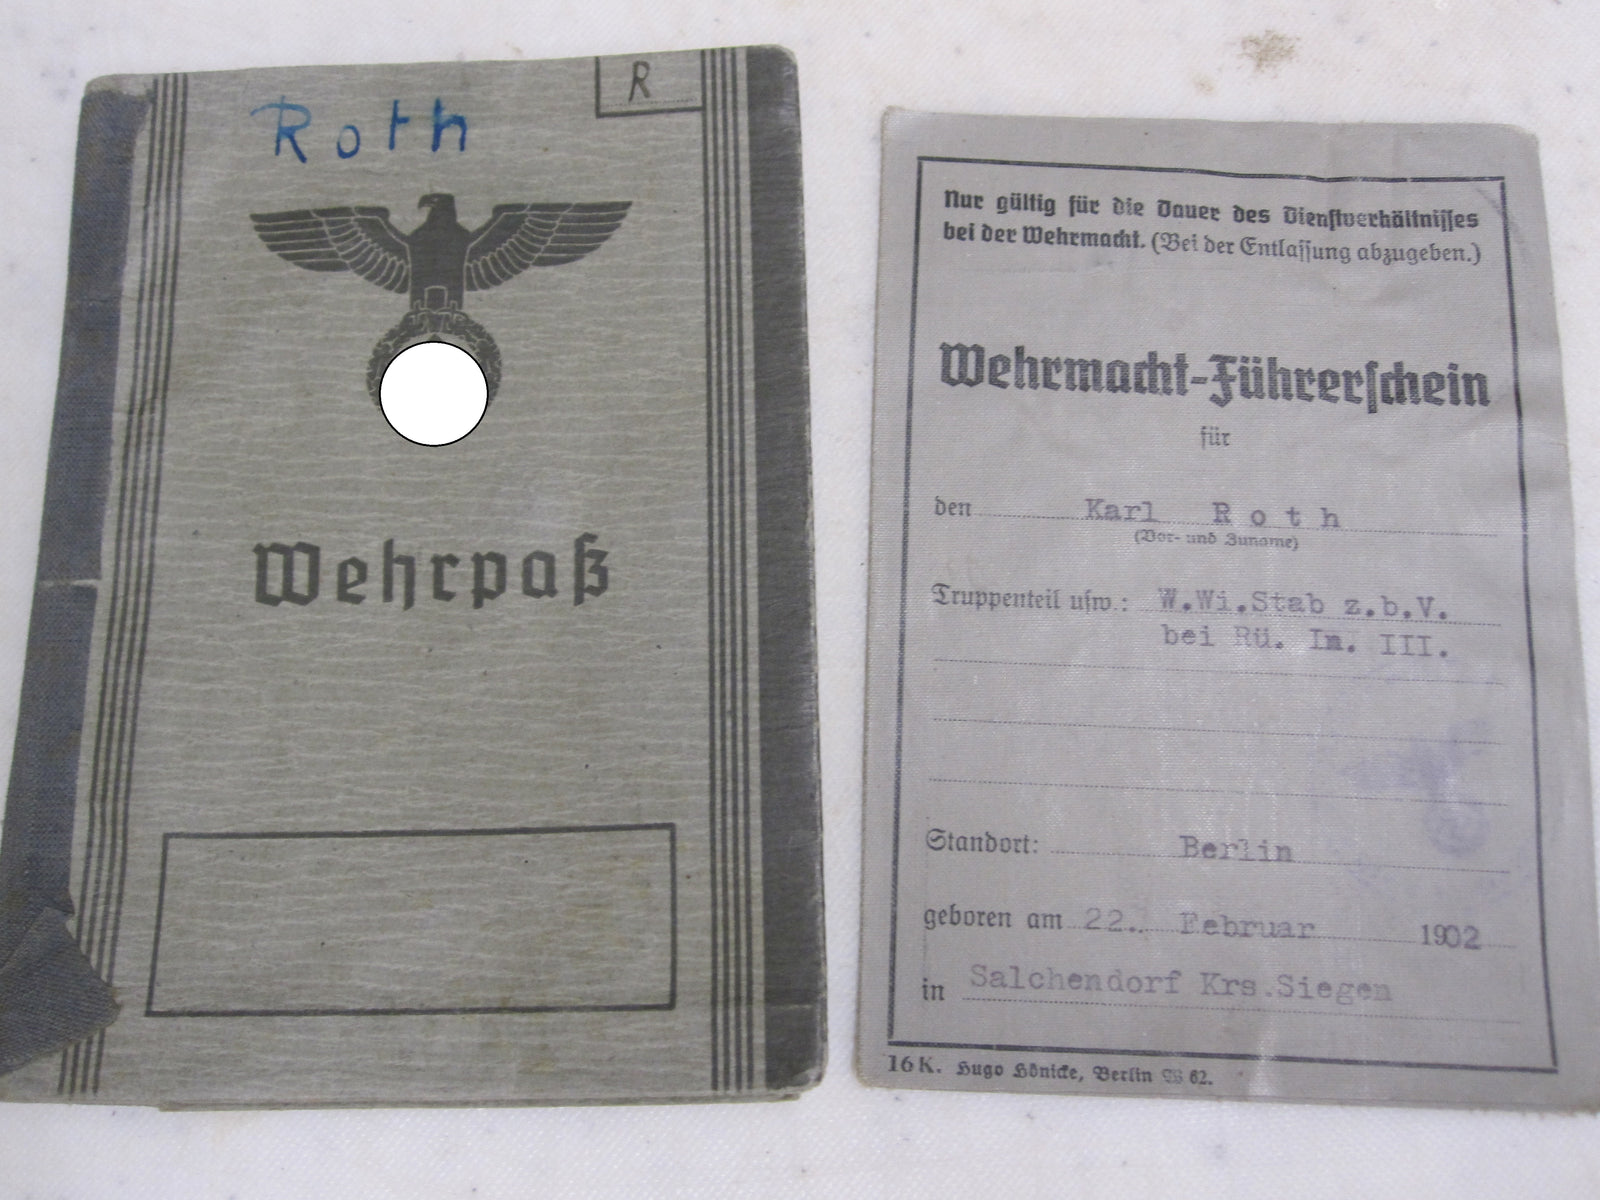 Roth
R
Wehrpaß
Nur gültig für die Dauer des Dienstverhältnisses
bei der Wehrmacht. (Bei der Entlassung abzugeben.)
Wehrmacht-Führerschein
für
den Karl Roth
(Vor- und Zuname)
Truppenteil usw.: W.Wi.Stab z.b.V.
bei Rü. In. III.
Standort: Berlin
geboren am 22. Februar 1902
in Salchendorf Krs.Siegen
16 K. Hugo Hönicke, Berlin SW 62.